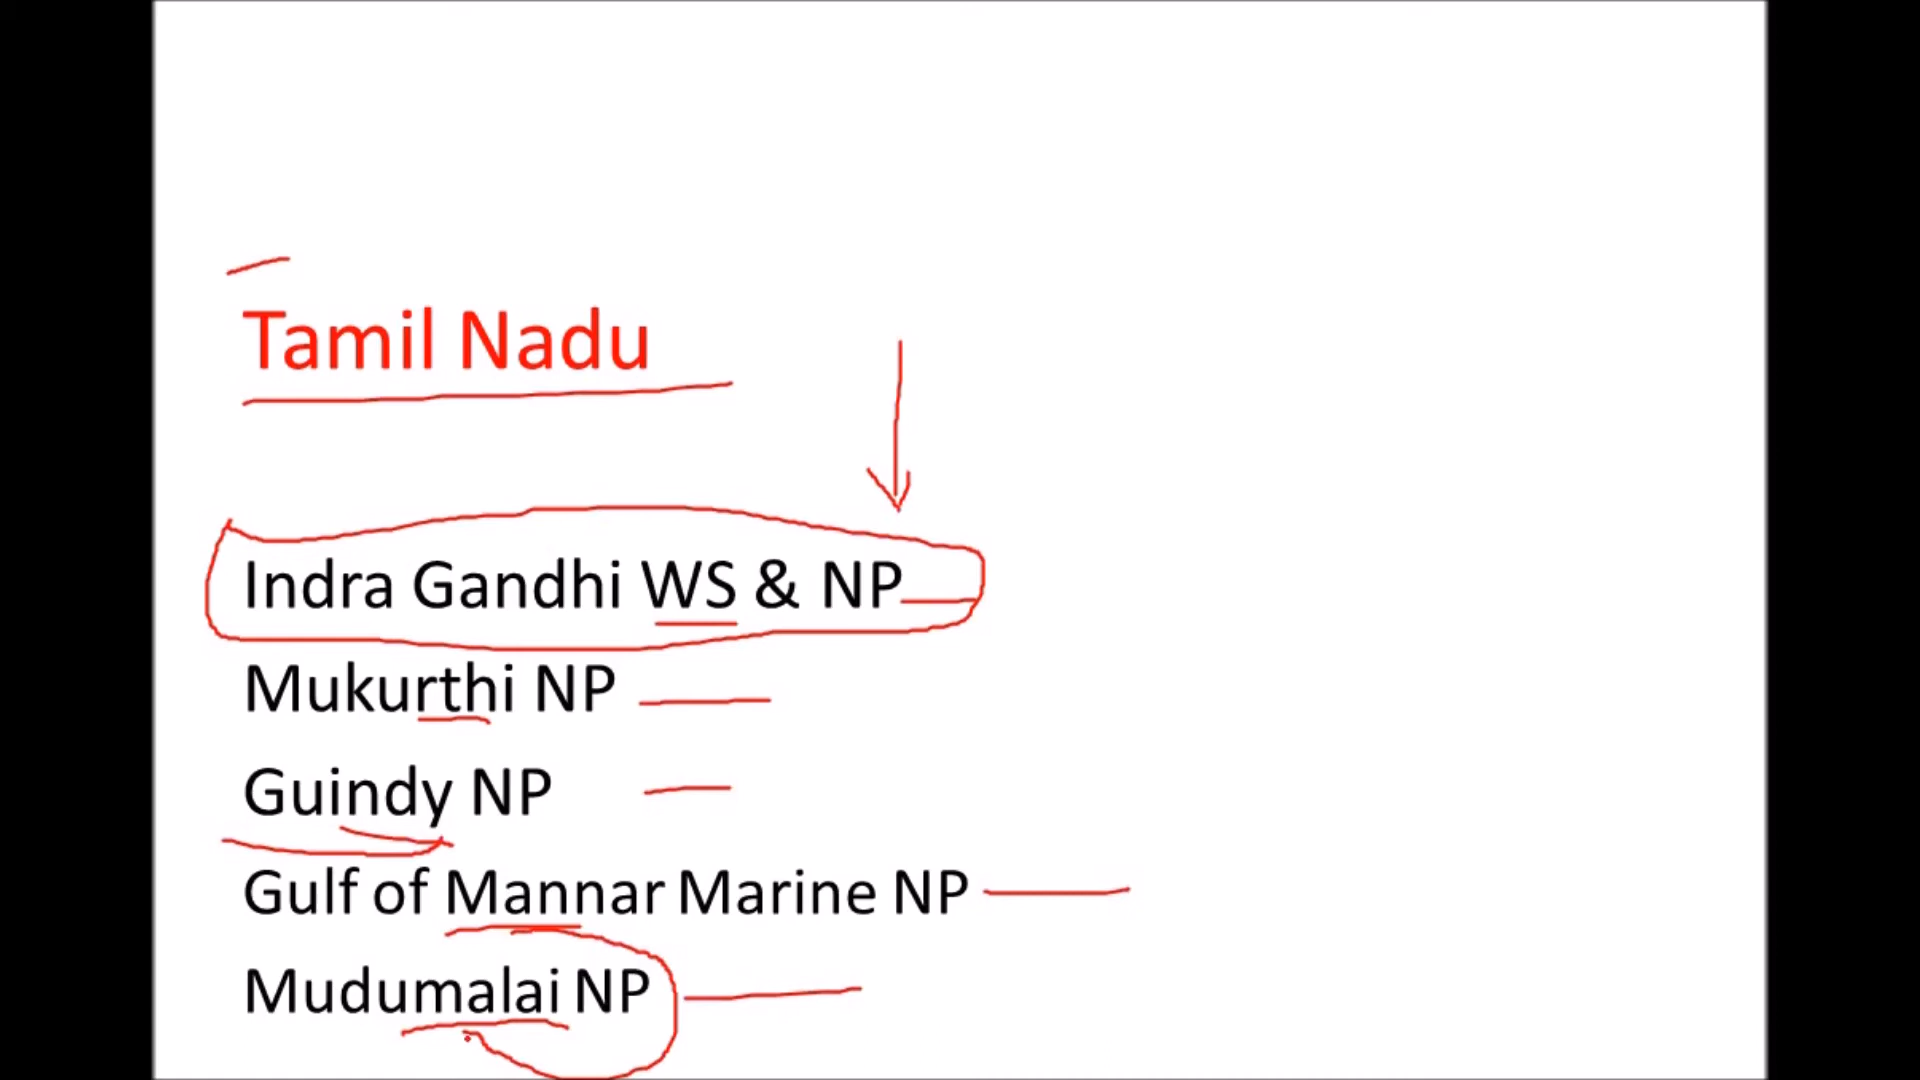 Tamil Nadu
Indra Gandhi WS & NP
Mukurthi NP
Guindy NP
Gulf of Mannar Marine NP
Mudumalai NP